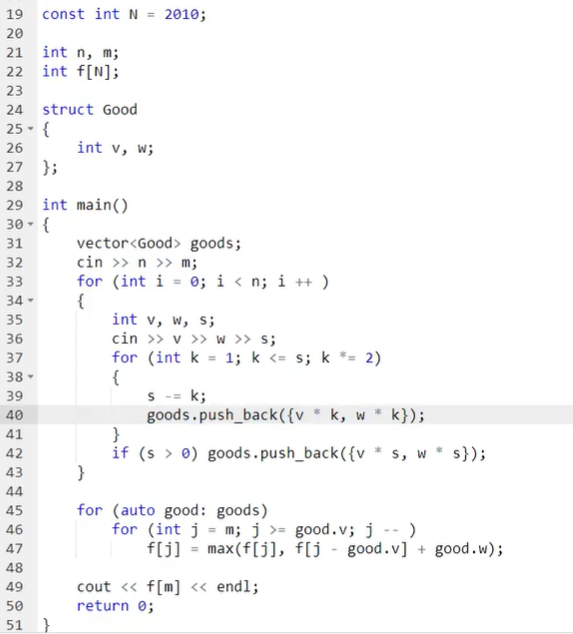 19 const int N = 2010;
20
21 int n, m;
22 int f[N];
23
24 struct Good
25 {
26     int v, w;
27 };
28
29 int main()
30 {
31     vector<Good> goods;
32     cin >> n >> m;
33     for (int i = 0; i < n; i ++ )
34     {
35         int v, w, s;
36         cin >> v >> w >> s;
37         for (int k = 1; k <= s; k *= 2)
38         {
39             s -= k;
40             goods.push_back({v * k, w * k});
41         }
42         if (s > 0) goods.push_back({v * s, w * s});
43     }
44
45     for (auto good: goods)
46         for (int j = m; j >= good.v; j -- )
47             f[j] = max(f[j], f[j - good.v] + good.w);
48
49     cout << f[m] << endl;
50     return 0;
51 }